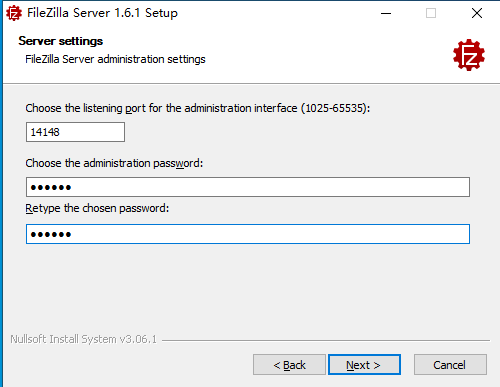 FileZilla Server 1.6.1 Setup
Server settings
FileZilla Server administration settings
Fz
Choose the listening port for the administration interface (1025-65535):
14148
Choose the administration password:
●●●●●●
Retype the chosen password:
●●●●●●
Nullsoft Install System v3.06.1
< Back
Next >
Cancel